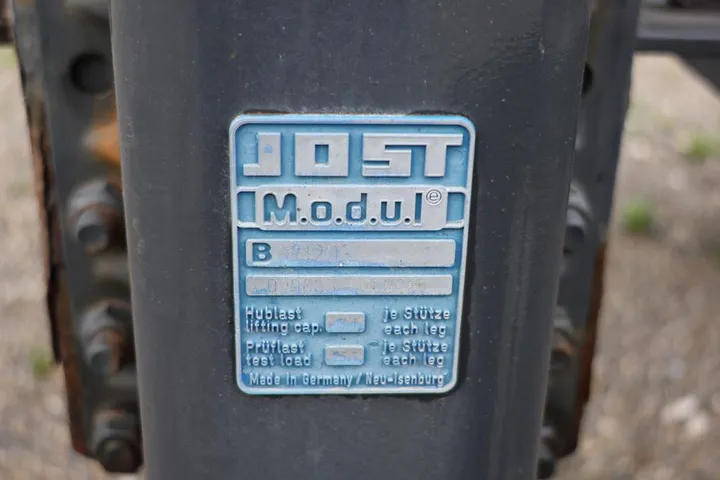 JOST
M.o.d.u.l e
B
Hublast je Stütze
lifting cap. each leg
Prüflast je Stütze
test load each leg
Made in Germany / Neu-Isenburg